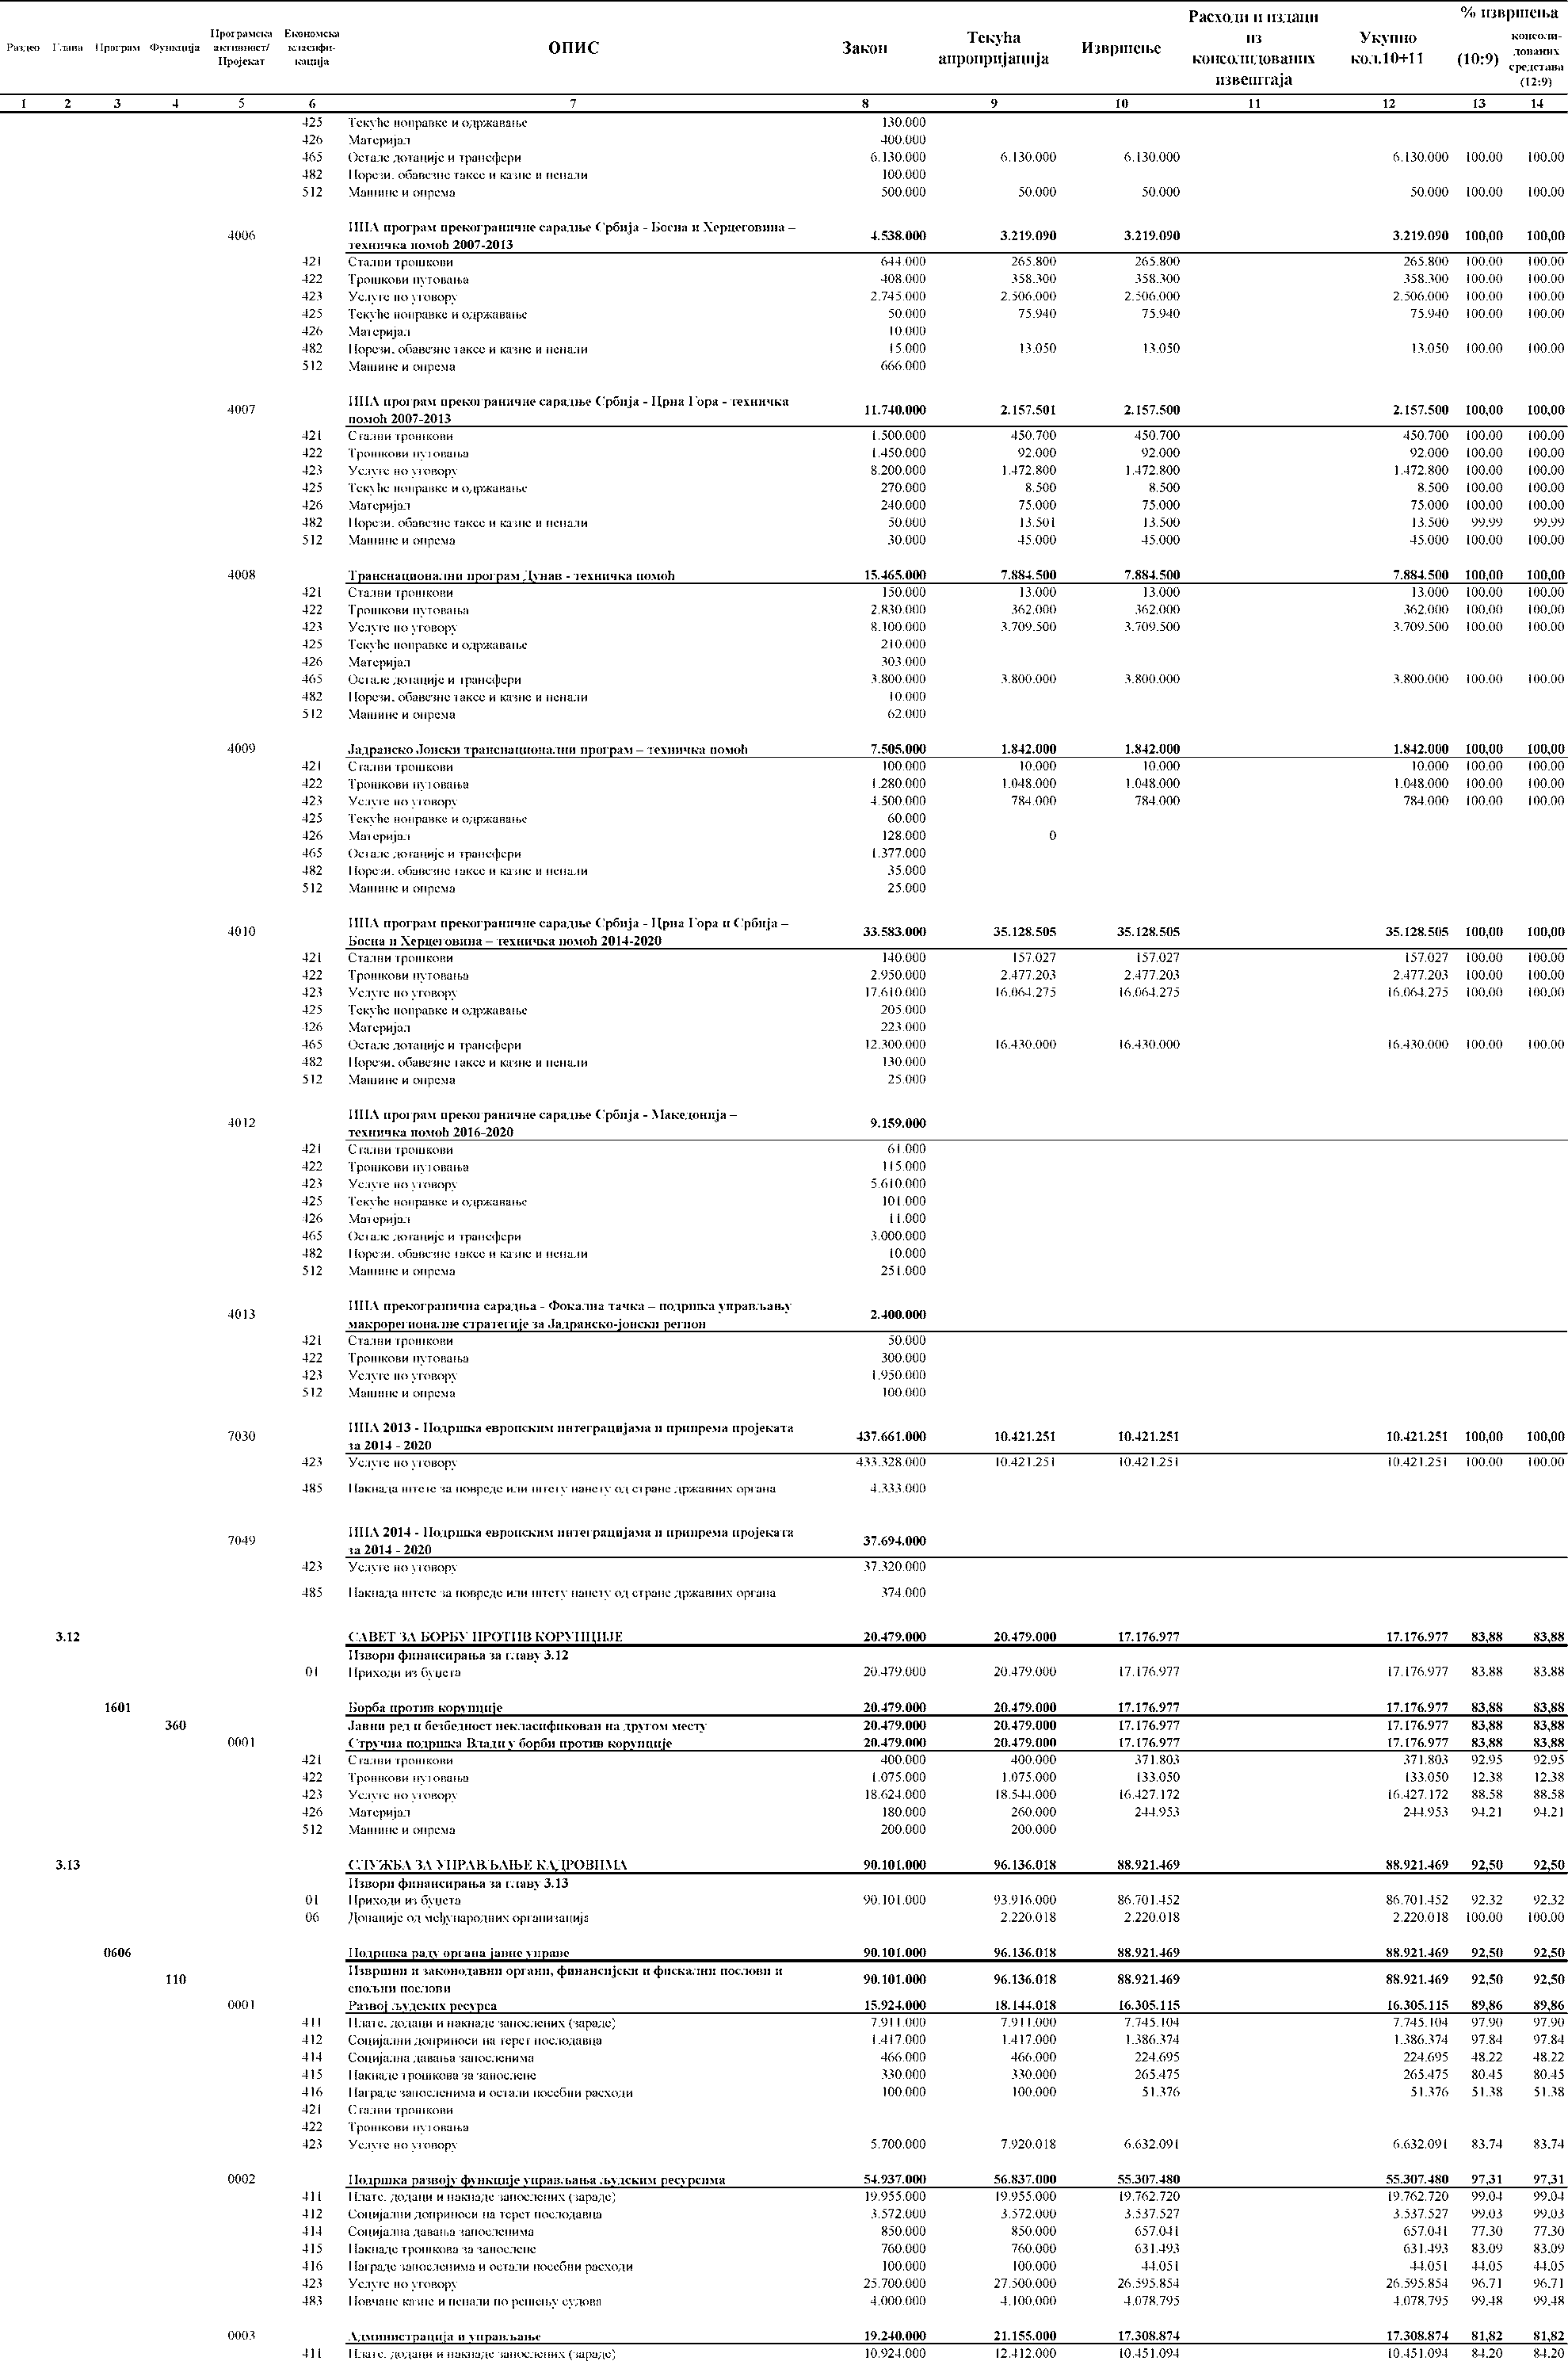 Раздео Глава Програм Функција Програмска активност/ Пројекат Економска класифи- кација ОПИС Закон Текућа апропријација Извршење Расходи и издаци из консолидованих извештаја Укупно кол.10+11 % извршења (10:9) консоли- дованих средстава (12:9)
1 2 3 4 5 6 7 8 9 10 11 12 13 14
425 Текуће поправке и одржавање 130.000
426 Материјал 400.000
465 Остале дотације и трансфери 6.130.000 6.130.000 6.130.000 6.130.000 100,00 100,00
482 Порези, обавезне таксе и казне и пенали 100.000
512 Машине и опрема 500.000 50.000 50.000 50.000 100,00 100,00
4006 ИПА програм прекограничне сарадње Србија - Босна и Херцеговина – техничка помоћ 2007-2013 4.538.000 3.219.090 3.219.090 3.219.090 100,00 100,00
421 Стални трошкови 644.000 265.800 265.800 265.800 100,00 100,00
422 Трошкови путовања 408.000 358.300 358.300 358.300 100,00 100,00
423 Услуге по уговору 2.745.000 2.506.000 2.506.000 2.506.000 100,00 100,00
425 Текуће поправке и одржавање 50.000 75.940 75.940 75.940 100,00 100,00
426 Материјал 10.000
482 Порези, обавезне таксе и казне и пенали 15.000 13.050 13.050 13.050 100,00 100,00
512 Машине и опрема 666.000
4007 ИПА програм прекограничне сарадње Србија - Црна Гора - техничка помоћ 2007-2013 11.740.000 2.157.501 2.157.500 2.157.500 100,00 100,00
421 Стални трошкови 1.500.000 450.700 450.700 450.700 100,00 100,00
422 Трошкови путовања 1.450.000 92.000 92.000 92.000 100,00 100,00
423 Услуге по уговору 8.200.000 1.472.800 1.472.800 1.472.800 100,00 100,00
425 Текуће поправке и одржавање 270.000 8.500 8.500 8.500 100,00 100,00
426 Материјал 240.000 75.000 75.000 75.000 100,00 100,00
482 Порези, обавезне таксе и казне и пенали 50.000 13.501 13.500 13.500 99,99 99,99
512 Машине и опрема 30.000 45.000 45.000 45.000 100,00 100,00
4008 Транснационални програм Дунав - техничка помоћ 15.465.000 7.884.500 7.884.500 7.884.500 100,00 100,00
421 Стални трошкови 150.000 13.000 13.000 13.000 100,00 100,00
422 Трошкови путовања 2.830.000 362.000 362.000 362.000 100,00 100,00
423 Услуге по уговору 8.100.000 3.709.500 3.709.500 3.709.500 100,00 100,00
425 Текуће поправке и одржавање 210.000
426 Материјал 303.000
465 Остале дотације и трансфери 3.800.000 3.800.000 3.800.000 3.800.000 100,00 100,00
482 Порези, обавезне таксе и казне и пенали 10.000
512 Машине и опрема 62.000
4009 Јадранско Јонски транснационални програм – техничка помоћ 7.505.000 1.842.000 1.842.000 1.842.000 100,00 100,00
421 Стални трошкови 100.000 10.000 10.000 10.000 100,00 100,00
422 Трошкови путовања 1.280.000 1.048.000 1.048.000 1.048.000 100,00 100,00
423 Услуге по уговору 4.500.000 784.000 784.000 784.000 100,00 100,00
425 Текуће поправке и одржавање 60.000
426 Материјал 128.000 0
465 Остале дотације и трансфери 1.377.000
482 Порези, обавезне таксе и казне и пенали 35.000
512 Машине и опрема 25.000
4010 ИПА програм прекограничне сарадње Србија - Црна Гора и Србија – Босна и Херцеговина – техничка помоћ 2014-2020 33.583.000 35.128.505 35.128.505 35.128.505 100,00 100,00
421 Стални трошкови 140.000 157.027 157.027 157.027 100,00 100,00
422 Трошкови путовања 2.950.000 2.477.203 2.477.203 2.477.203 100,00 100,00
423 Услуге по уговору 17.610.000 16.064.275 16.064.275 16.064.275 100,00 100,00
425 Текуће поправке и одржавање 205.000
426 Материјал 223.000
465 Остале дотације и трансфери 12.300.000 16.430.000 16.430.000 16.430.000 100,00 100,00
482 Порези, обавезне таксе и казне и пенали 130.000
512 Машине и опрема 25.000
4012 ИПА програм прекограничне сарадње Србија - Македонија – техничка помоћ 2016-2020 9.159.000
421 Стални трошкови 61.000
422 Трошкови путовања 115.000
423 Услуге по уговору 5.610.000
425 Текуће поправке и одржавање 101.000
426 Материјал 11.000
465 Остале дотације и трансфери 3.000.000
482 Порези, обавезне таксе и казне и пенали 10.000
512 Машине и опрема 251.000
4013 ИПА прекогранична сарадња - Фокална тачка – подршка управљању макрорегионалне стратегије за Јадранско-јонски регион 2.400.000
421 Стални трошкови 50.000
422 Трошкови путовања 300.000
423 Услуге по уговору 1.950.000
512 Машине и опрема 100.000
7030 ИПА 2013 - Подршка европским интеграцијама и припрема пројеката за 2014 - 2020 437.661.000 10.421.251 10.421.251 10.421.251 100,00 100,00
423 Услуге по уговору 433.328.000 10.421.251 10.421.251 10.421.251 100,00 100,00
485 Накнада штете за повреде или штету нанету од стране државних органа 4.333.000
7049 ИПА 2014 - Подршка европским интеграцијама и припрема пројеката за 2014 - 2020 37.694.000
423 Услуге по уговору 37.320.000
485 Накнада штете за повреде или штету нанету од стране државних органа 374.000
3.12 САВЕТ ЗА БОРБУ ПРОТИВ КОРУПЦИЈЕ 20.479.000 20.479.000 17.176.977 17.176.977 83,88 83,88
Извори финансирања за главу 3.12
01 Приходи из буџета 20.479.000 20.479.000 17.176.977 17.176.977 83,88 83,88
1601 Борба против корупције 20.479.000 20.479.000 17.176.977 17.176.977 83,88 83,88
360 Јавни ред и безбедност некласификован на другом месту 20.479.000 20.479.000 17.176.977 17.176.977 83,88 83,88
0001 Стручна подршка Влади у борби против корупције 20.479.000 20.479.000 17.176.977 17.176.977 83,88 83,88
421 Стални трошкови 400.000 400.000 371.803 371.803 92,95 92,95
422 Трошкови путовања 1.075.000 1.075.000 133.050 133.050 12,38 12,38
423 Услуге по уговору 18.624.000 18.544.000 16.427.172 16.427.172 88,58 88,58
426 Материјал 180.000 260.000 244.953 244.953 94,21 94,21
512 Машине и опрема 200.000 200.000
3.13 СЛУЖБА ЗА УПРАВЉАЊЕ КАДРОВИМА 90.101.000 96.136.018 88.921.469 88.921.469 92,50 92,50
Извори финансирања за главу 3.13
01 Приходи из буџета 90.101.000 93.916.000 86.701.452 86.701.452 92,32 92,32
06 Донације од међународних организација 2.220.018 2.220.018 2.220.018 100,00 100,00
0606 Подршка раду органа јавне управе 90.101.000 96.136.018 88.921.469 88.921.469 92,50 92,50
110 Извршни и законодавни органи, финансијски и фискални послови и спољни послови 90.101.000 96.136.018 88.921.469 88.921.469 92,50 92,50
0001 Развој људских ресурса 15.924.000 18.144.018 16.305.115 16.305.115 89,86 89,86
411 Плате, додаци и накнаде запослених (зараде) 7.911.000 7.911.000 7.745.104 7.745.104 97,90 97,90
412 Социјални доприноси на терет послодавца 1.417.000 1.417.000 1.386.374 1.386.374 97,84 97,84
414 Социјална давања запосленима 466.000 466.000 224.695 224.695 48,22 48,22
415 Накнаде трошкова за запослене 330.000 330.000 265.475 265.475 80,45 80,45
416 Награде запосленима и остали посебни расходи 100.000 100.000 51.376 51.376 51,38 51,38
421 Стални трошкови
422 Трошкови путовања
423 Услуге по уговору 5.700.000 7.920.018 6.632.091 6.632.091 83,74 83,74
0002 Подршка развоју функције управљања људским ресурсима 54.937.000 56.837.000 55.307.480 55.307.480 97,31 97,31
411 Плате, додаци и накнаде запослених (зараде) 19.955.000 19.955.000 19.762.720 19.762.720 99,04 99,04
412 Социјални доприноси на терет послодавца 3.572.000 3.572.000 3.537.527 3.537.527 99,03 99,03
414 Социјална давања запосленима 850.000 850.000 657.041 657.041 77,30 77,30
415 Накнаде трошкова за запослене 760.000 760.000 631.493 631.493 83,09 83,09
416 Награде запосленима и остали посебни расходи 100.000 100.000 44.051 44.051 44,05 44,05
423 Услуге по уговору 25.700.000 27.500.000 26.595.854 26.595.854 96,71 96,71
483 Новчане казне и пенали по решењу судова 4.000.000 4.100.000 4.078.795 4.078.795 99,48 99,48
0003 Администрација и управљање 19.240.000 21.155.000 17.308.874 17.308.874 81,82 81,82
411 Плате, додаци и накнаде запослених (зараде) 10.924.000 12.412.000 10.451.094 10.451.094 84,20 84,20